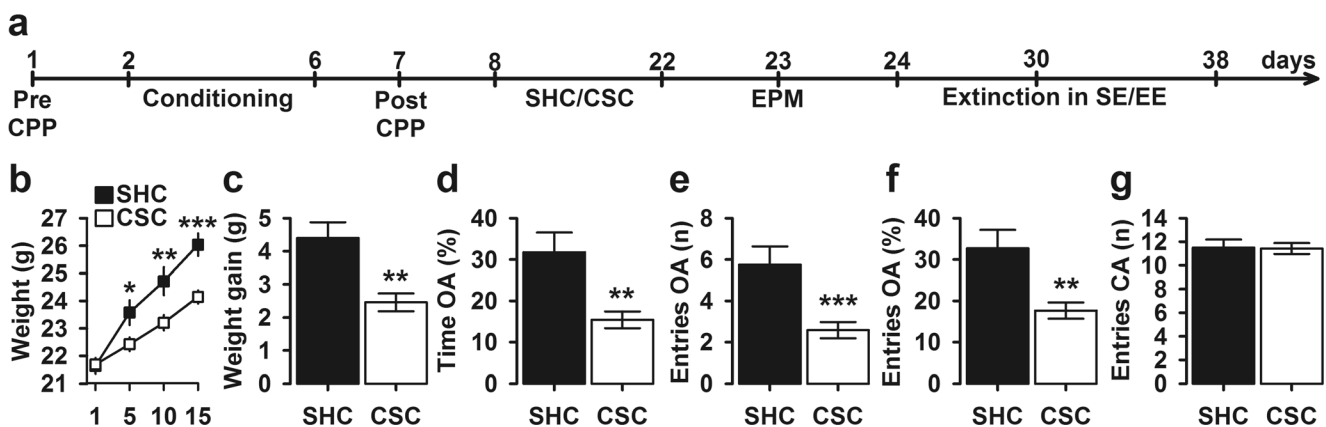 a
1 2 6 7 8 22 23 24 30 38 days
Pre CPP
Conditioning
Post CPP
SHC/CSC
EPM
Extinction in SE/EE
b
SHC
CSC
Weight (g)
27
26
25
24
23
22
21
* ** ***
1 5 10 15
c
Weight gain (g)
5
4
3
2
1
0
**
SHC CSC
d
Time OA (%)
40
30
20
10
0
**
SHC CSC
e
Entries OA (n)
8
6
4
2
0
***
SHC CSC
f
Entries OA (%)
40
30
20
10
0
**
SHC CSC
g
Entries CA (n)
14
12
10
8
6
4
2
0
SHC CSC